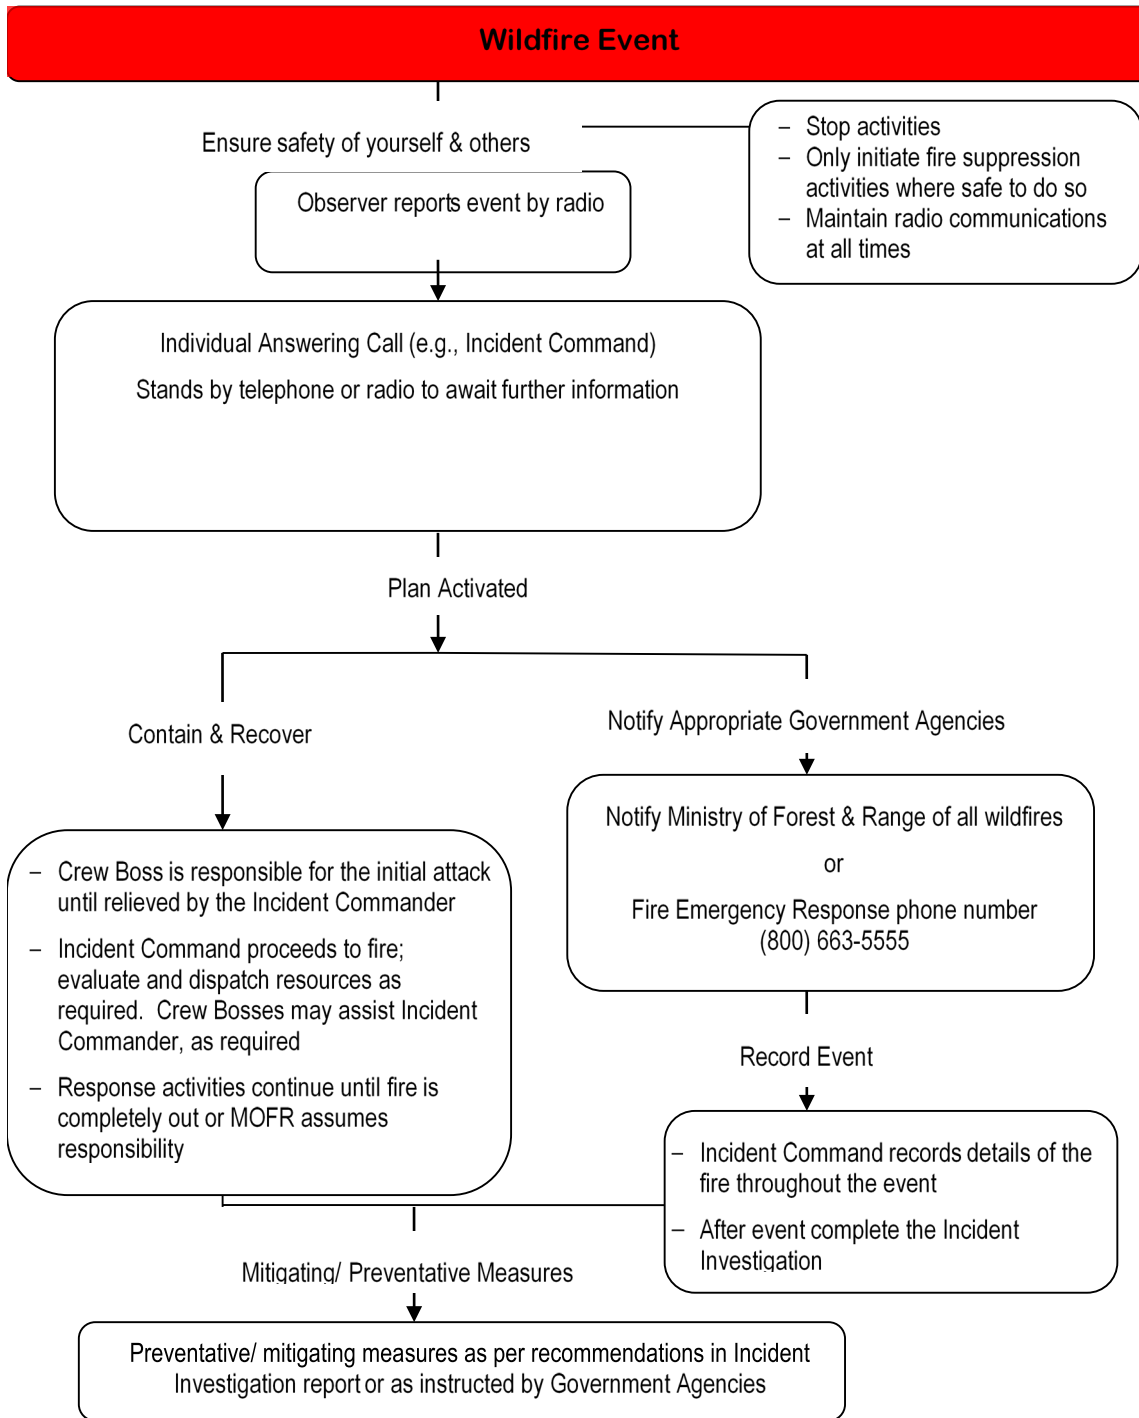 Wildfire Event
Ensure safety of yourself & others
– Stop activities
– Only initiate fire suppression
activities where safe to do so
– Maintain radio communications
at all times
Observer reports event by radio
Individual Answering Call (e.g., Incident Command)
Stands by telephone or radio to await further information
Plan Activated
Contain & Recover
– Crew Boss is responsible for the initial attack
until relieved by the Incident Commander
– Incident Command proceeds to fire;
evaluate and dispatch resources as
required.  Crew Bosses may assist Incident
Commander, as required
– Response activities continue until fire is
completely out or MOFR assumes
responsibility
Notify Appropriate Government Agencies
Notify Ministry of Forest & Range of all wildfires
or
Fire Emergency Response phone number
(800) 663-5555
Record Event
– Incident Command records details of the
fire throughout the event
– After event complete the Incident
Investigation
Mitigating/ Preventative Measures
Preventative/ mitigating measures as per recommendations in Incident
Investigation report or as instructed by Government Agencies